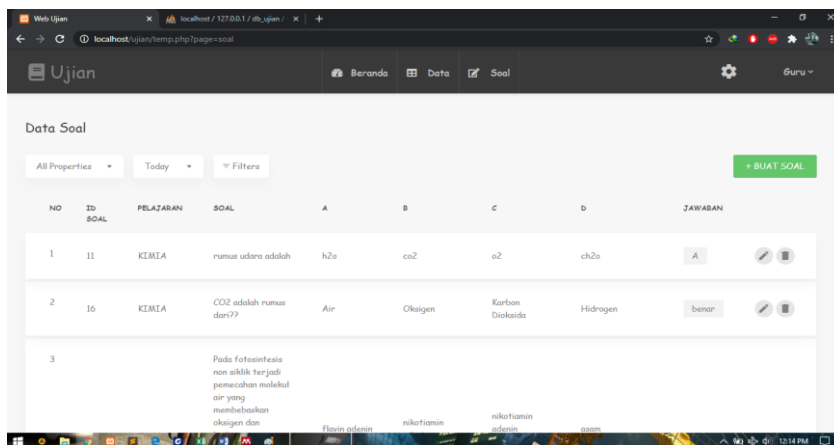 Web Ujian
localhost / 127.0.0.1 / db_ujian /
localhost/ujian/temp.php?page=soal
Ujian
Beranda
Data
Soal
Guru
Data Soal
All Properties
Today
Filters
+ BUAT SOAL
NO ID SOAL PELAJARAN SOAL A B C D JAWABAN
1 11 KIMIA rumus udara adalah h2o co2 o2 ch2o A
2 16 KIMIA CO2 adalah rumus dari?? Air Oksigen Karbon Dioksida Hidrogen benar
3
Pada fotosintesis
non siklik terjadi
pemecahan molekul
air yang
membebaskan
oksigen dan
flavin adenin
nikotiamin
nikotiamin
adenin
asam
12:14 PM